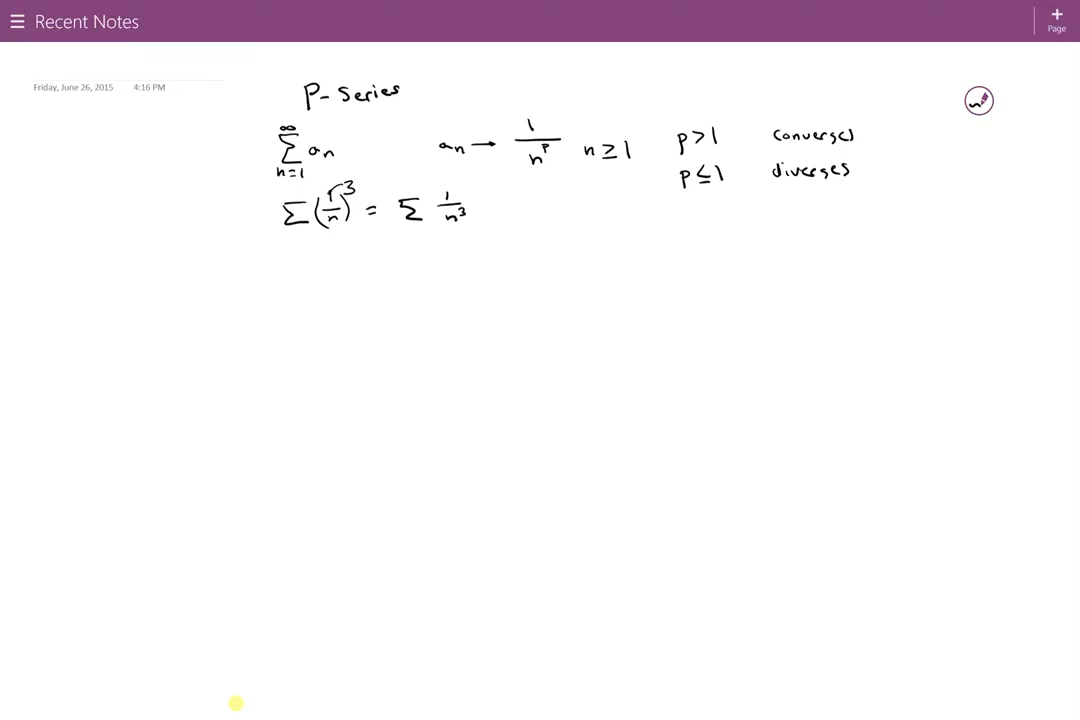 Recent Notes
+ Page
Friday, June 26, 2015 4:16 PM
P- Series
∞ ∑ n=1 an an → 1/n^p n ≥ 1 p > 1 converges
p ≤ 1 diverges
∑ (1/n)^3 = ∑ 1/n^3